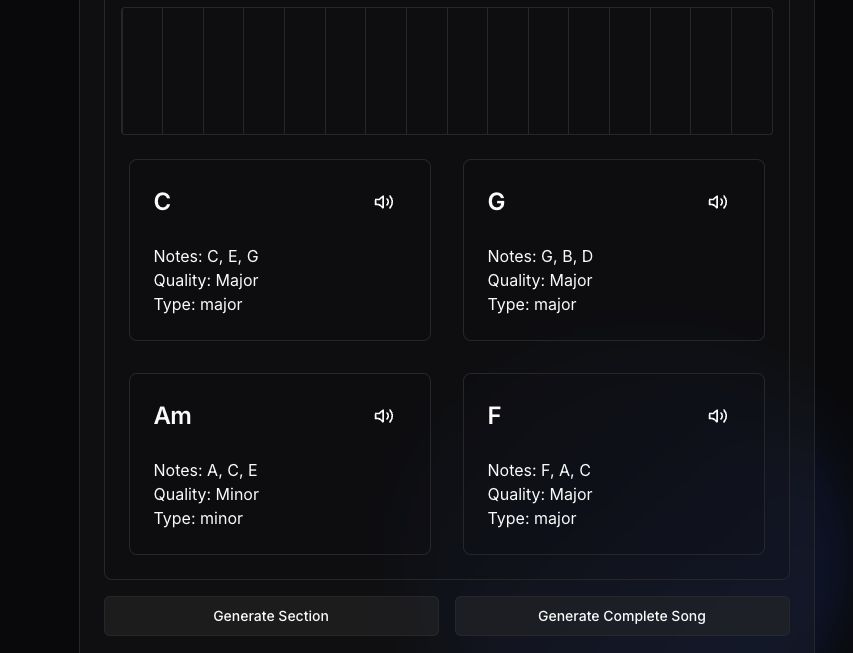 C
Notes: C, E, G
Quality: Major
Type: major
G
Notes: G, B, D
Quality: Major
Type: major
Am
Notes: A, C, E
Quality: Minor
Type: minor
F
Notes: F, A, C
Quality: Major
Type: major
Generate Section
Generate Complete Song